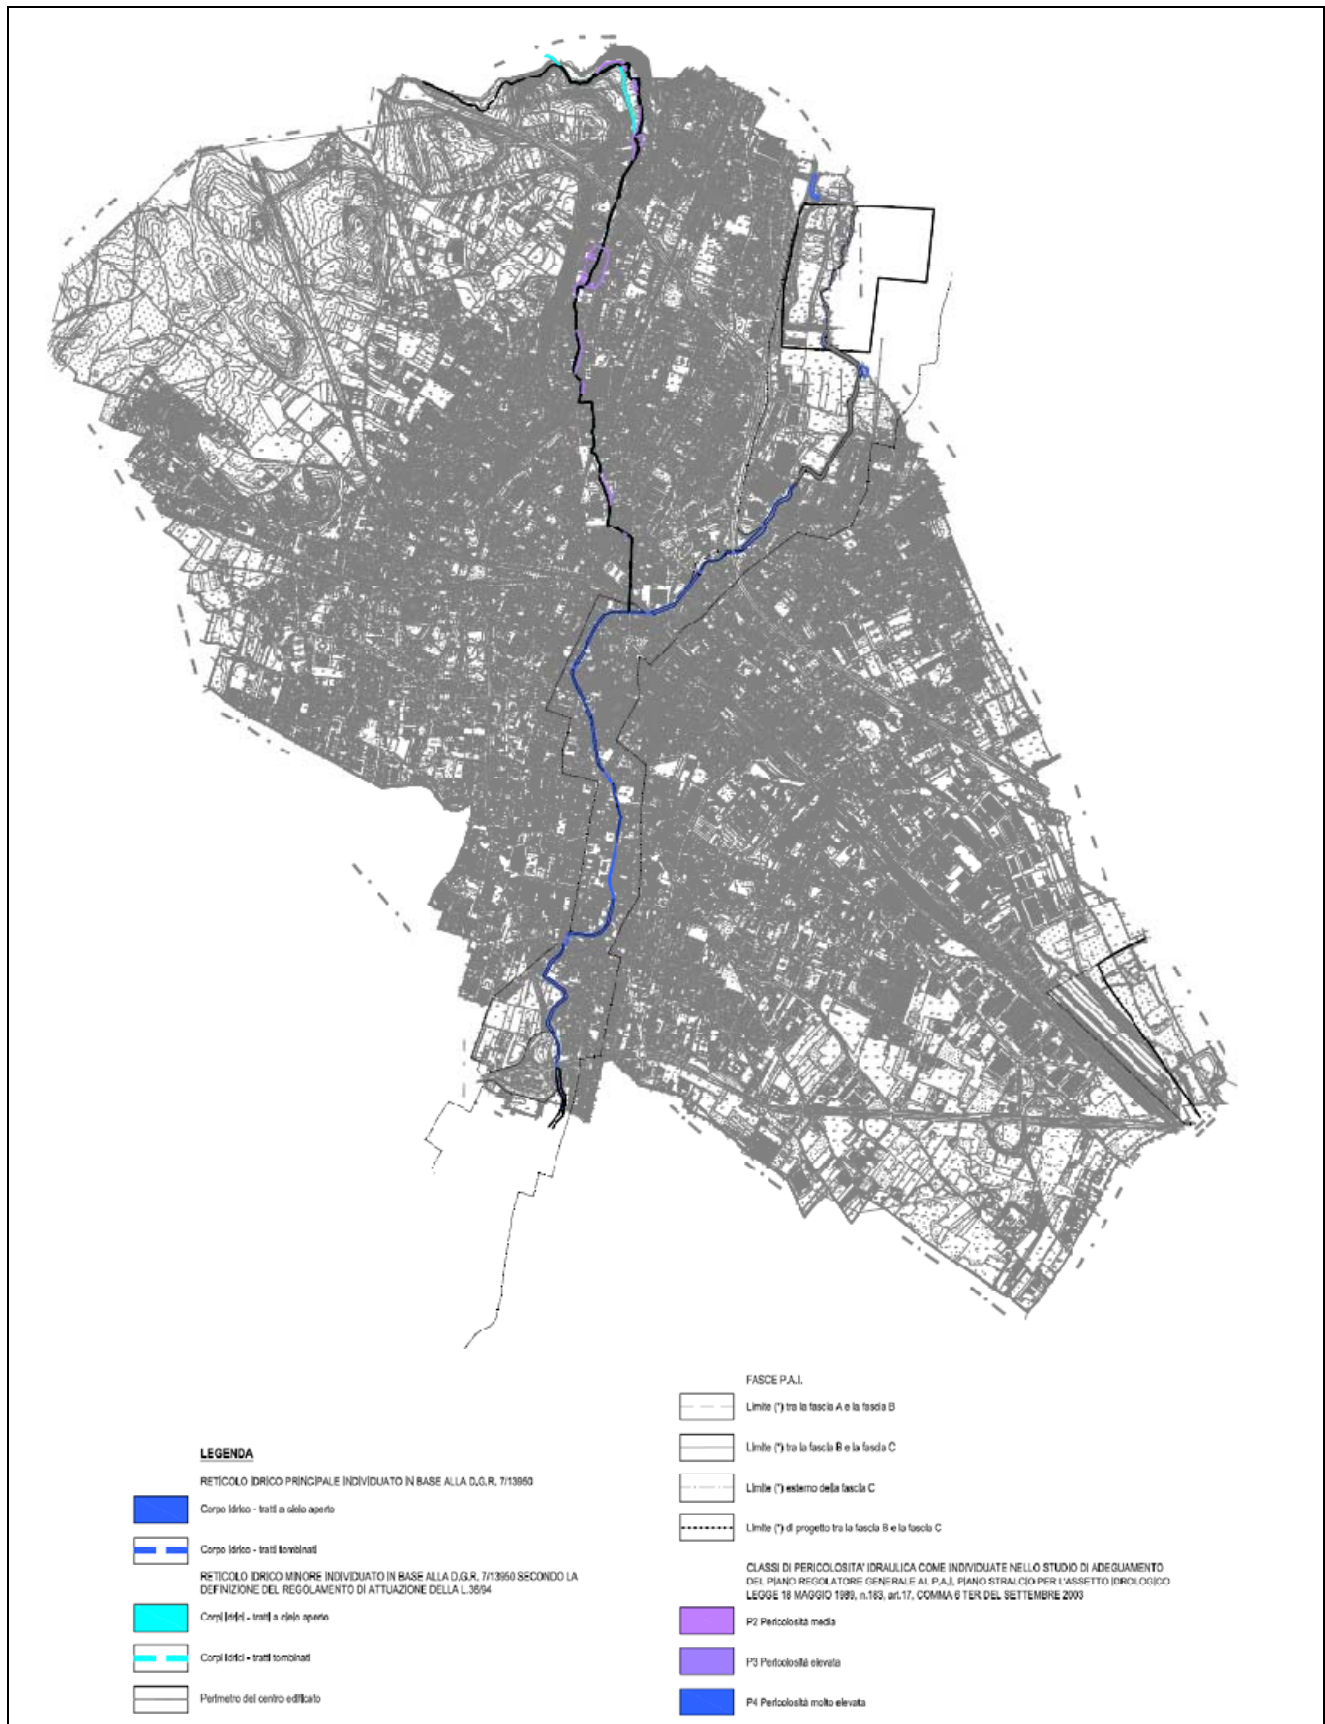 LEGENDA
RETICOLO IDRICO PRINCIPALE INDIVIDUATO IN BASE ALLA D.G.R. 7/13950
Corpo Idrico - tratti a cielo aperto
Corpo Idrico - tratti tombinati
RETICOLO IDRICO MINORE INDIVIDUATO IN BASE ALLA D.G.R. 7/13950 SECONDO LA
DEFINIZIONE DEL REGOLAMENTO DI ATTUAZIONE DELLA L.36/94
Corpi Idrici - tratti a cielo aperto
Corpi Idrici - tratti tombinati
Perimetro del centro edificato
FASCE P.A.I.
Limite (*) tra la fascia A e la fascia B
Limite (*) tra la fascia B e la fascia C
Limite (*) esterno della fascia C
Limite (*) di progetto tra la fascia B e la fascia C
CLASSI DI PERICOLOSITA' IDRAULICA COME INDIVIDUATE NELLO STUDIO DI ADEGUAMENTO
DEL PIANO REGOLATORE GENERALE AL P.A.I. PIANO STRALCIO PER L'ASSETTO IDROLOGICO
LEGGE 18 MAGGIO 1989, n.183, art.17, COMMA 6 TER DEL SETTEMBRE 2003
P2 Pericolosità media
P3 Pericolosità elevata
P4 Pericolosità molto elevata